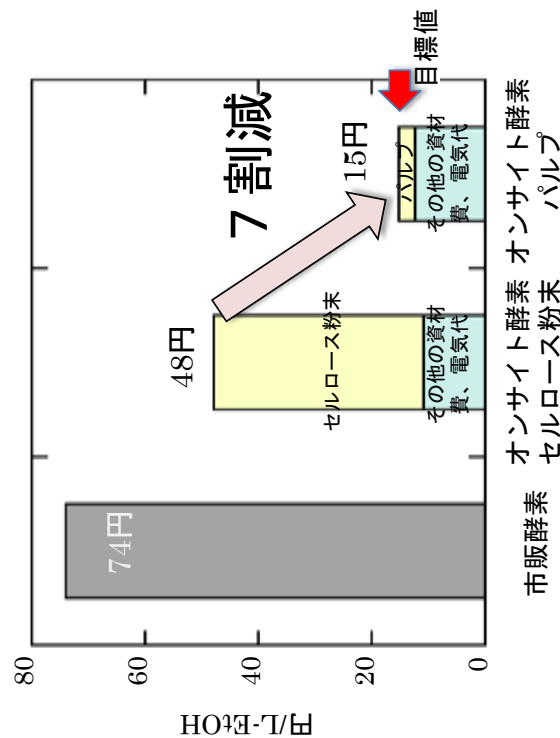 円/L-EtOH
80
60
40
20
0
74円
48円
セルロース粉末
その他の資材
費、電気代
7割減
15円
パルプ
その他の資材
費、電気代
目標値
市販酵素
オンサイト酵素
セルロース粉末
オンサイト酵素
パルプ